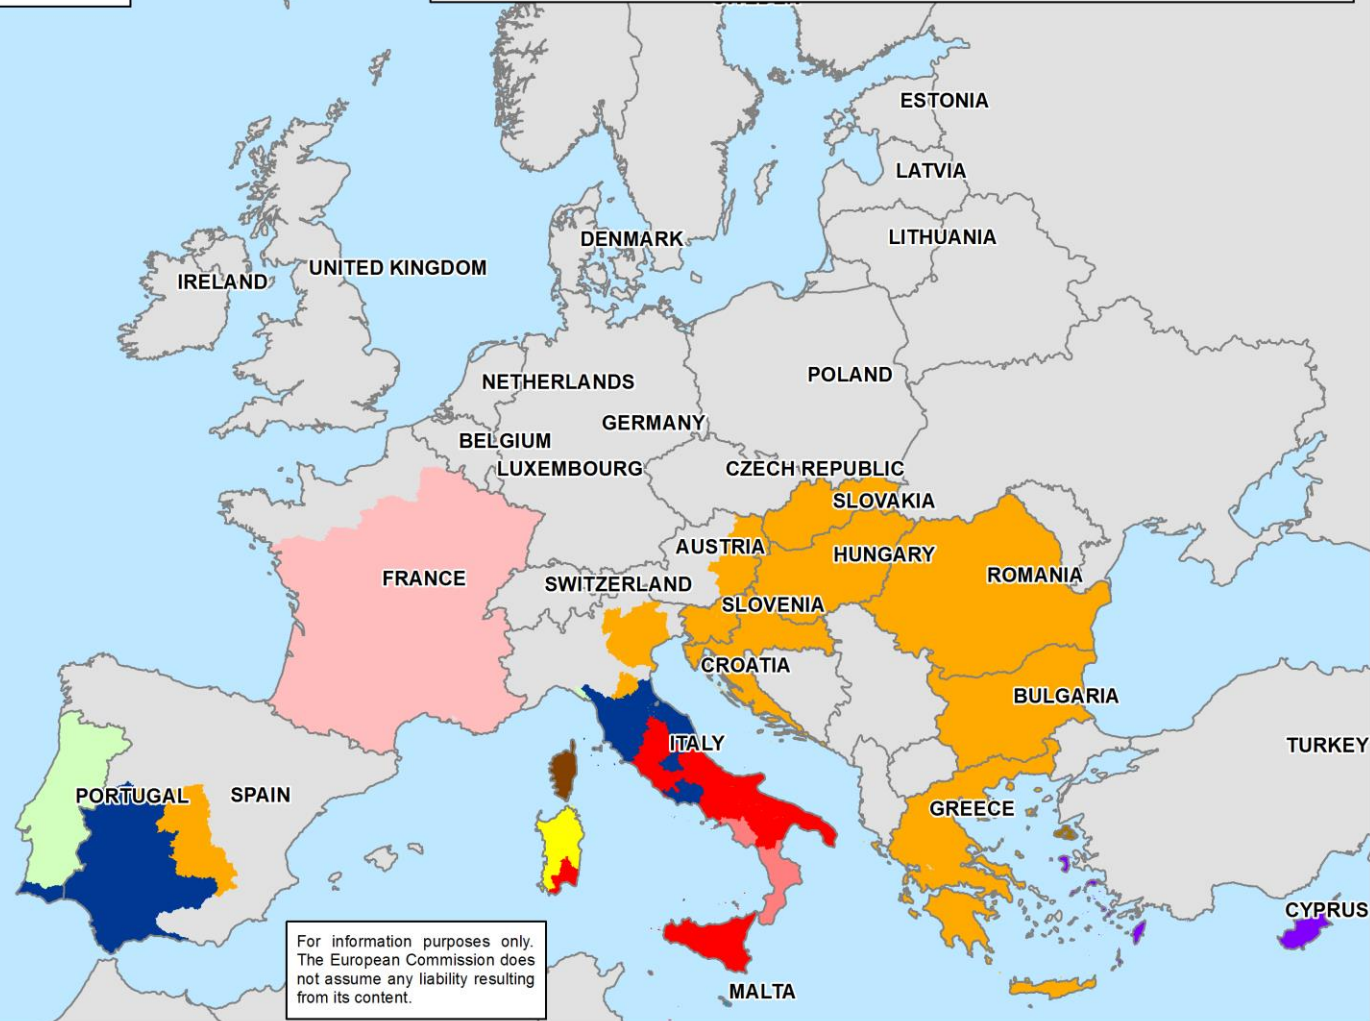 ESTONIA
LATVIA
LITHUANIA
DENMARK
UNITED KINGDOM
IRELAND
NETHERLANDS
POLAND
GERMANY
BELGIUM
LUXEMBOURG
CZECH REPUBLIC
SLOVAKIA
AUSTRIA
HUNGARY
FRANCE
SWITZERLAND
ROMANIA
SLOVENIA
CROATIA
BULGARIA
ITALY
TURKEY
PORTUGAL
SPAIN
GREECE
CYPRUS
For information purposes only.
The European Commission does
not assume any liability resulting
from its content.
MALTA